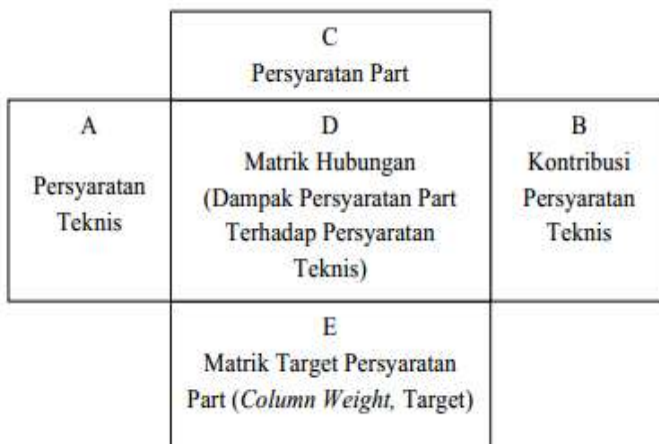 C
Persyaratan Part
A
Persyaratan
Teknis
D
Matrik Hubungan
(Dampak Persyaratan Part
Terhadap Persyaratan
Teknis)
B
Kontribusi
Persyaratan
Teknis
E
Matrik Target Persyaratan
Part (Column Weight, Target)